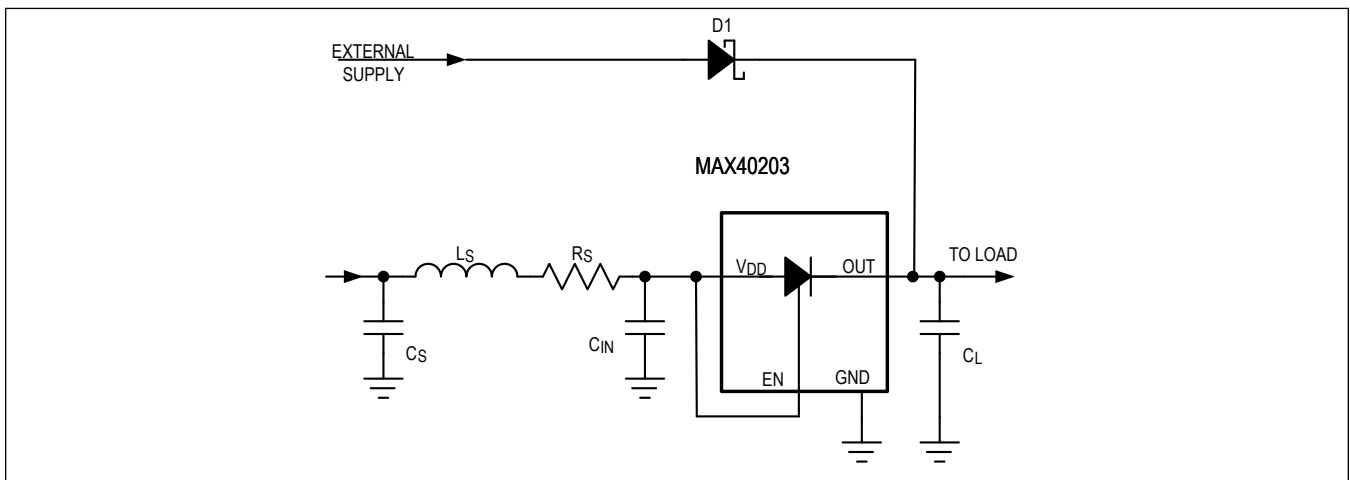 D1
EXTERNAL
SUPPLY
MAX40203
LS
RS
VDD
OUT
TO LOAD
CS
CIN
CL
EN
GND